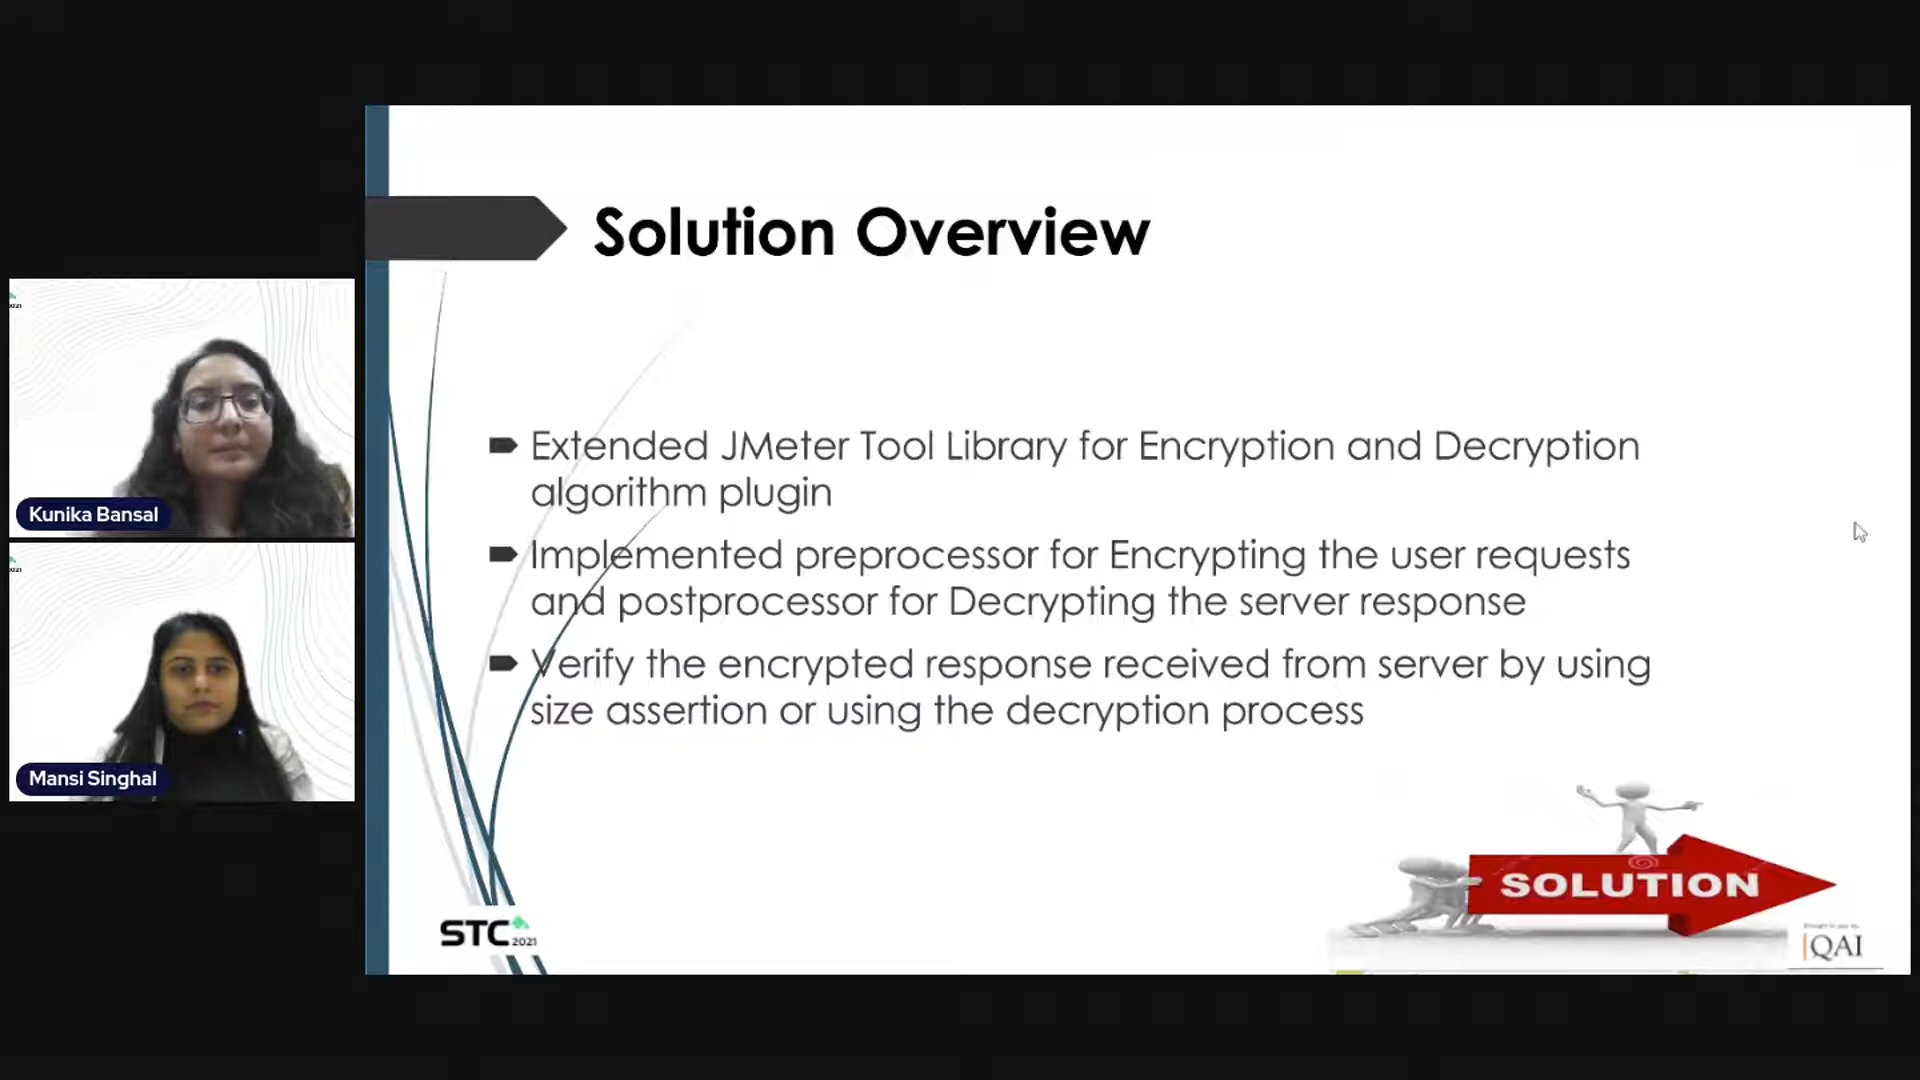 Solution Overview
Extended JMeter Tool Library for Encryption and Decryption
algorithm plugin
Implemented preprocessor for Encrypting the user requests
and postprocessor for Decrypting the server response
Verify the encrypted response received from server by using
size assertion or using the decryption process
Kunika Bansal
Mansi Singhal
SOLUTION
STC 2021
QAI